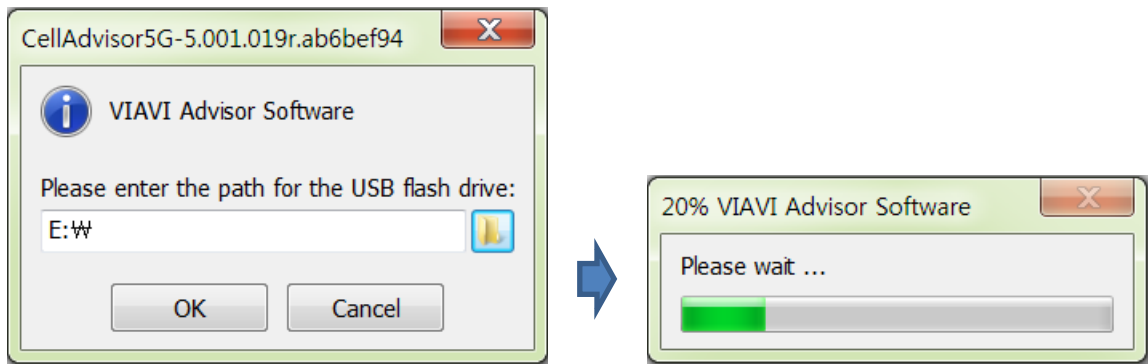 CellAdvisor5G-5.001.019r.ab6bef94
VIAVI Advisor Software
Please enter the path for the USB flash drive:
E:₩
OK
Cancel
20% VIAVI Advisor Software
Please wait ...